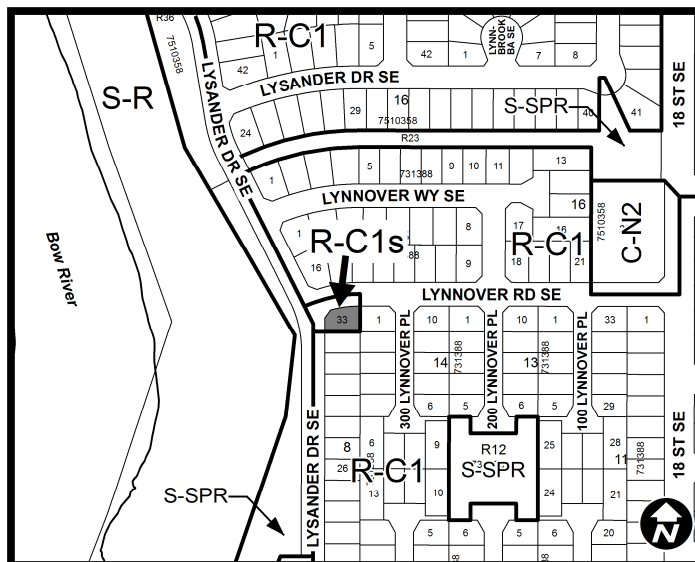 R36
7510358
R-C1
5
42
1
42
1
LYNN-
BROOK
BA SE
7
8
18 ST SE
LYSANDER DR SE
S-R
LYSANDER DR SE
16
29
7510358
24
S-SPR
40
41
R23
1
5
731388
9
10
11
13
LYNNOVER WY SE
16
7510358
C-N2
1
8
17
16
R-C1s
88
R-C1
16
9
18
21
Bow River
LYNNOVER RD SE
33
1
10
1
10
1
33
1
300 LYNNOVER PL
200 LYNNOVER PL
100 LYNNOVER PL
14
731388
13
731388
6
5
6
5
29
LYSANDER DR SE
18 ST SE
8
6
9
R12
25
28
26
R-C1
S-SPR
11
731388
13
10
24
21
S-SPR
5
6
5
6
20
N